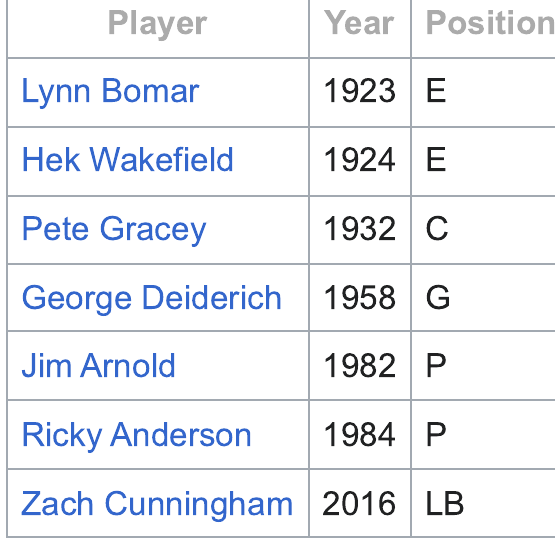 Player Year Position
Lynn Bomar 1923 E
Hek Wakefield 1924 E
Pete Gracey 1932 C
George Deiderich 1958 G
Jim Arnold 1982 P
Ricky Anderson 1984 P
Zach Cunningham 2016 LB